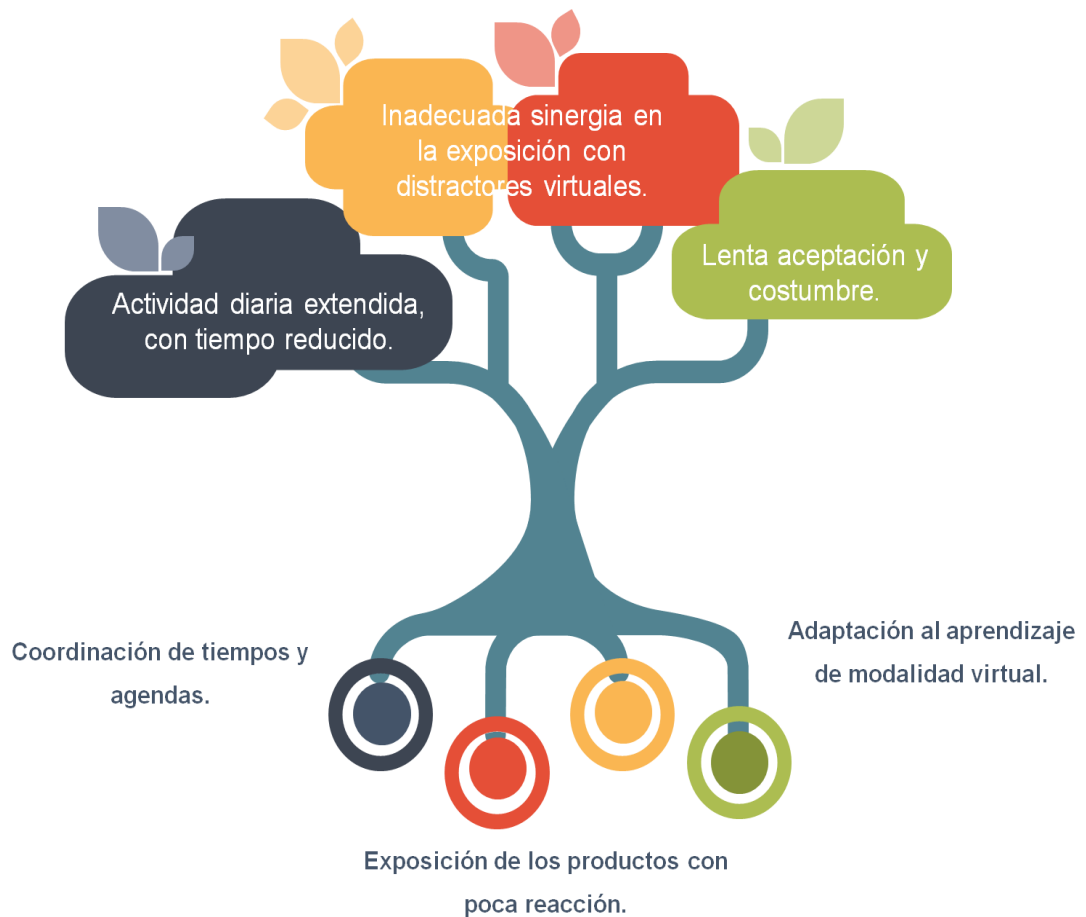 Inadecuada sinergia en
la exposición con
distractores virtuales.
Lenta aceptación y
costumbre.
Actividad diaria extendida,
con tiempo reducido.
Coordinación de tiempos y
agendas.
Adaptación al aprendizaje
de modalidad virtual.
Exposición de los productos con
poca reacción.